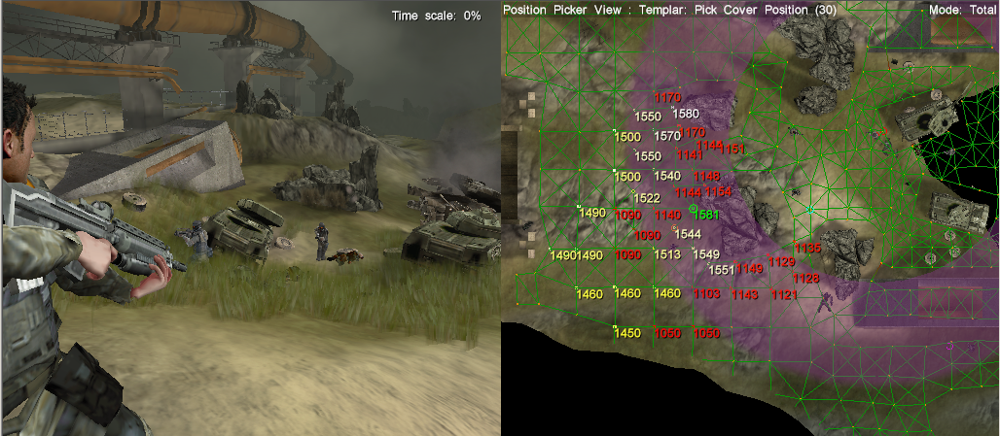 Time scale: 0%
Position Picker View : Templar: Pick Cover Position (30) Mode: Total
1170
1550 1580
1500 1570 1170
1144 1151
1550 1141
1500 1540 1148
1144 1154
1522
1490 1090 1140 1581
1090 1544
1135
1490 1490 1090 1513 1549
1551 1149 1129
1128
1460 1460 1460 1103 1143 1121
1450 1050 1050